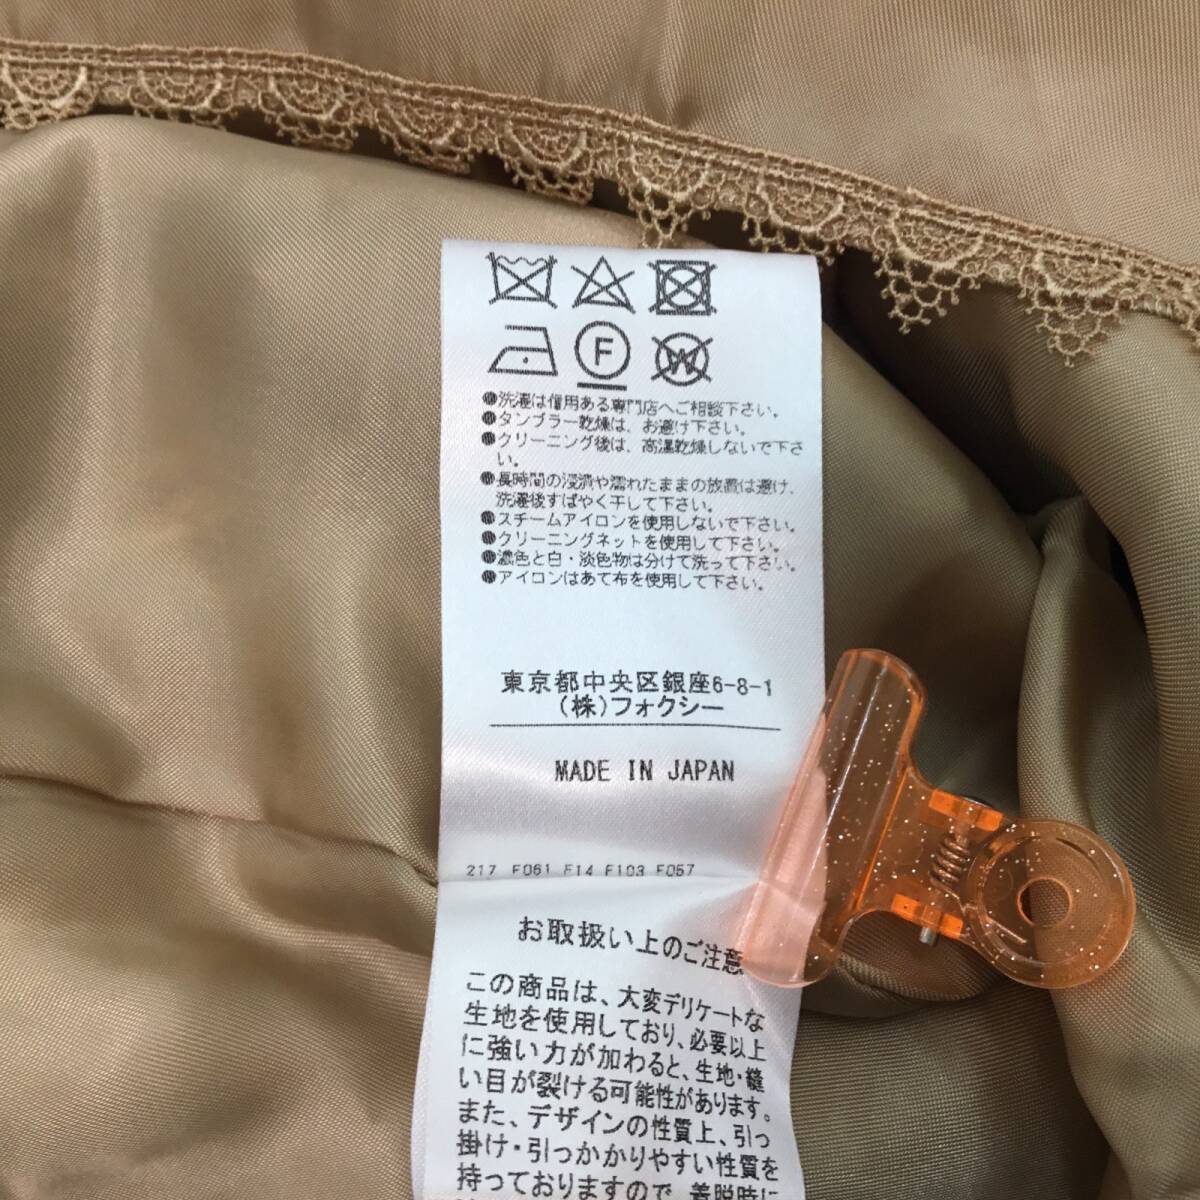 F
W
●洗濯は信用ある専門店へご相談下さい。
●タンブラー乾燥は、お避け下さい。
●クリーニング後は、高温乾燥しないで下さ
い。
●長時間の浸漬や濡れたままの放置は避け、
洗濯後すばやく干して下さい。
●スチームアイロンを使用しないで下さい。
●クリーニングネットを使用して下さい。
●濃色と白・淡色物は分けて洗って下さい。
●アイロンはあて布を使用して下さい。
東京都中央区銀座6-8-1
(株)フォクシー
MADE IN JAPAN
217 F061 F14 F103 F057
お取扱い上のご注意
この商品は、大変デリケートな
生地を使用しており、必要以上
に強い力が加わると、生地・縫
い目が裂ける可能性があります。
また、デザインの性質上、引っ
掛け・引っかかりやすい性質を
持っておりますので、着脱時に